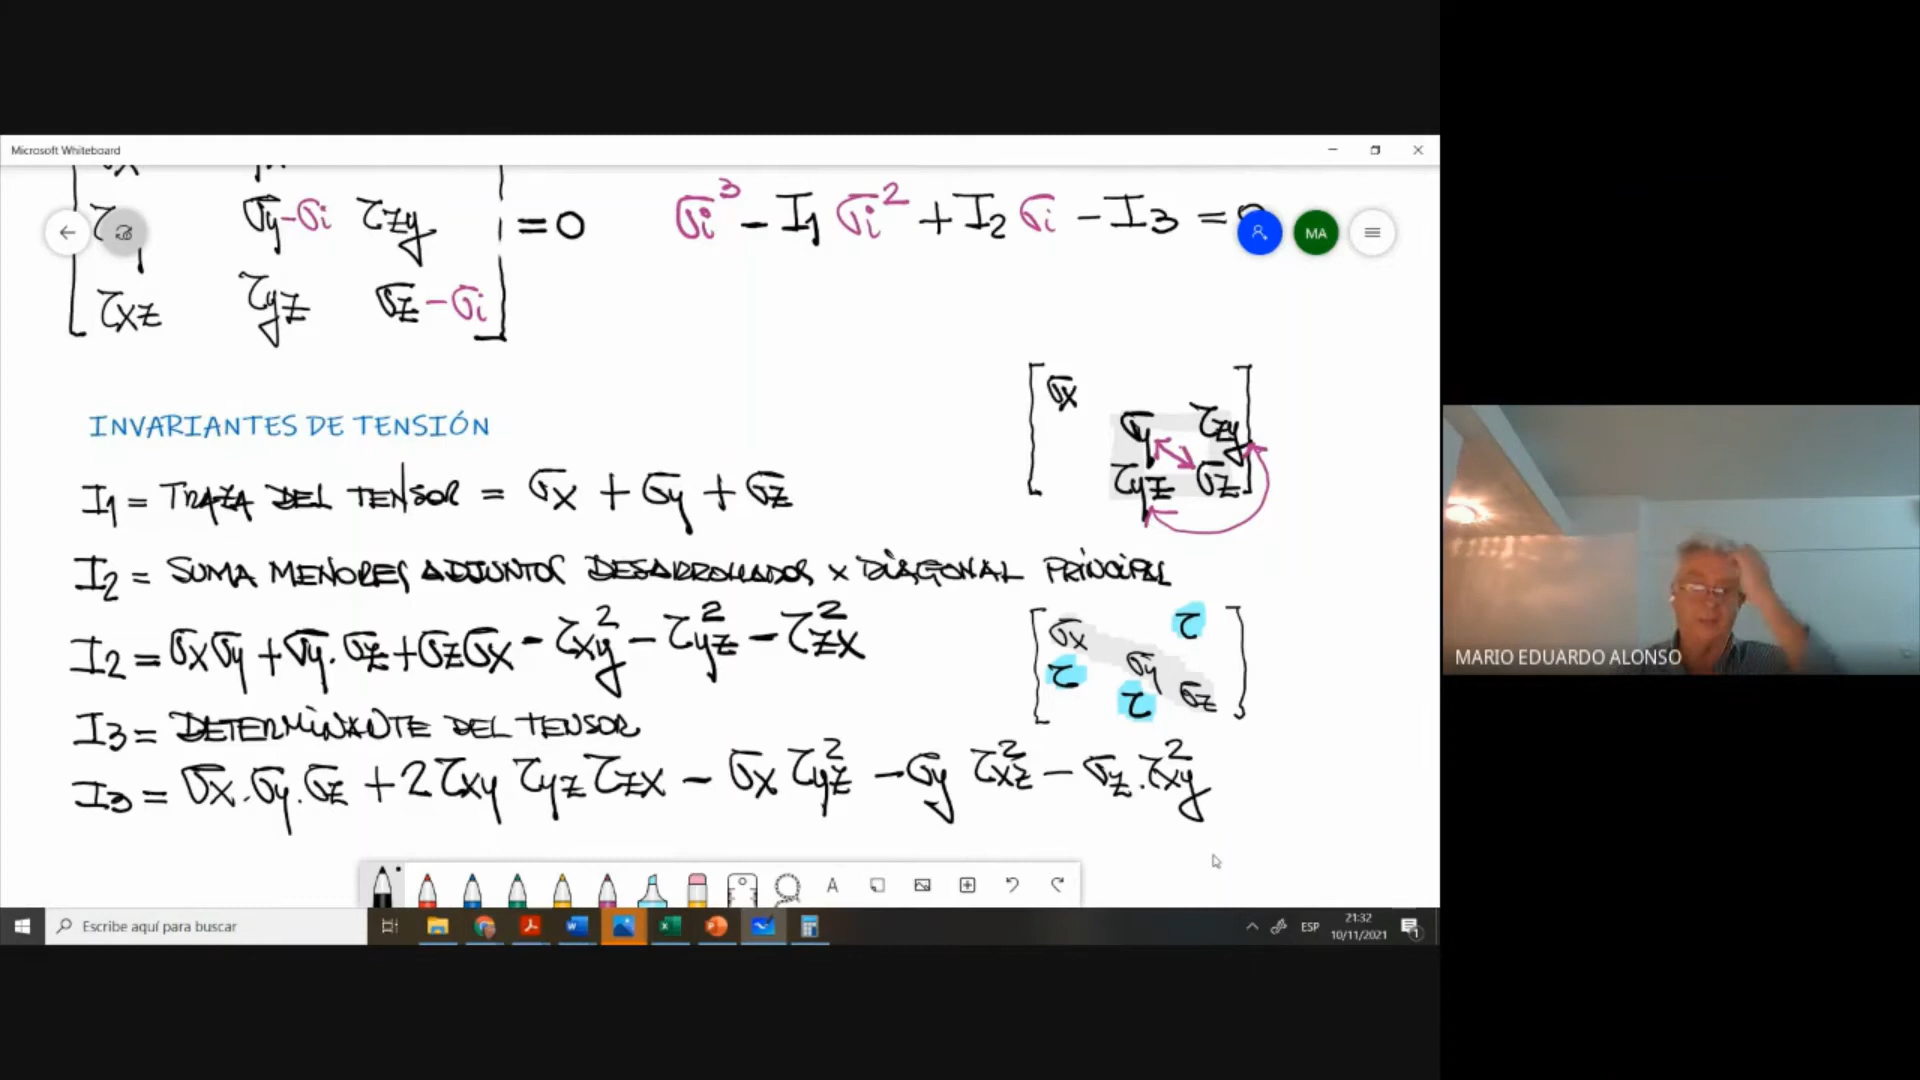 Microsoft Whiteboard
σy-σi τzy
τxz τyz σz-σi
=0
σi³ - I1 σi² + I2 σi - I3 =
MA
σx
σy τzy
τyz σz
INVARIANTES DE TENSIÓN
I1 = TRAZA DEL TENSOR = σx + σy + σz
I2 = SUMA MENORES ADJUNTOS DESARROLLADOS x DIAGONAL PRINCIPAL
I2 = σxσy + σy.σz + σzσx - τxy² - τyz² - τzx²
σx τ
τ σy
τ σz
I3 = DETERMINANTE DEL TENSOR
I3 = σx.σy.σz + 2τxy τyz τzx - σx τyz² - σy τxz² - σz.τxy²
MARIO EDUARDO ALONSO
A
Escribe aquí para buscar
ESP
21:32
10/11/2021
1